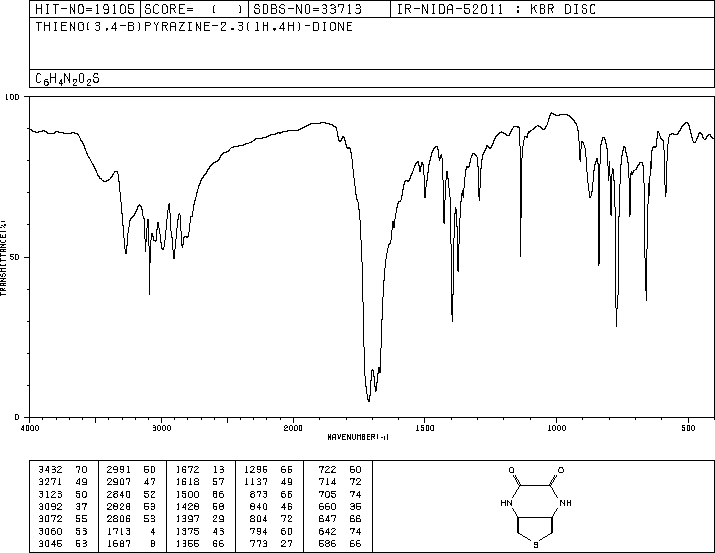 HIT-NO=19105 SCORE= ( ) SDBS-NO=33713 IR-NIDA-52011 : KBR DISC
THIENO(3,4-B)PYRAZINE-2,3(1H,4H)-DIONE
C6H4N2O2S
100
50
0
TRANSMITTANCE(%)
4000 3000 2000 1500 1000 500
WAVENUMBER(-1)
3432 70 2991 50 1672 13 1296 66 722 60
3271 49 2907 47 1618 57 1137 49 714 72
3123 50 2840 52 1500 66 873 66 705 74
3092 37 2828 53 1428 58 840 46 660 35
3072 55 2806 53 1397 29 804 72 647 66
3060 53 1713 4 1375 43 794 60 642 74
3045 53 1687 8 1355 66 773 27 586 66
O O
HN NH
S